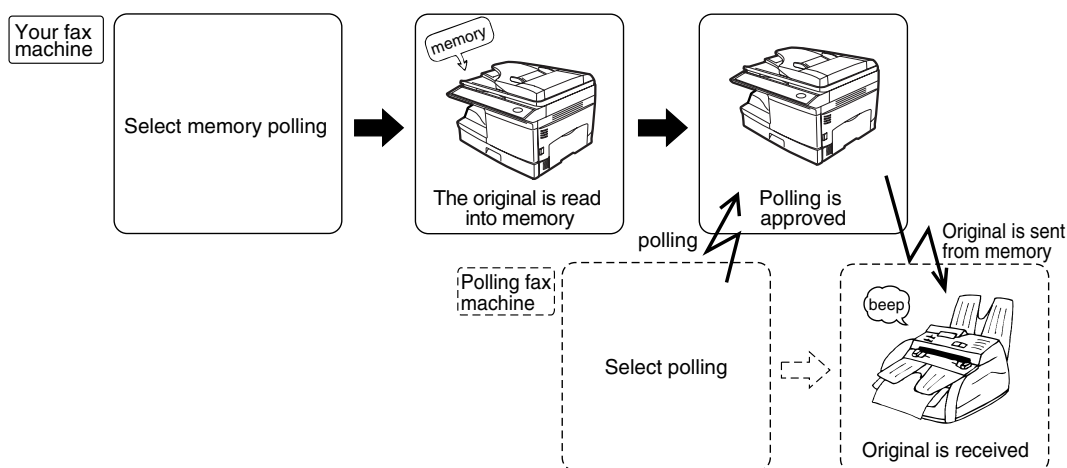 Your fax
machine
Select memory polling
memory
The original is read
into memory
Polling is
approved
polling
Original is sent
from memory
Polling fax
machine
Select polling
beep
Original is received